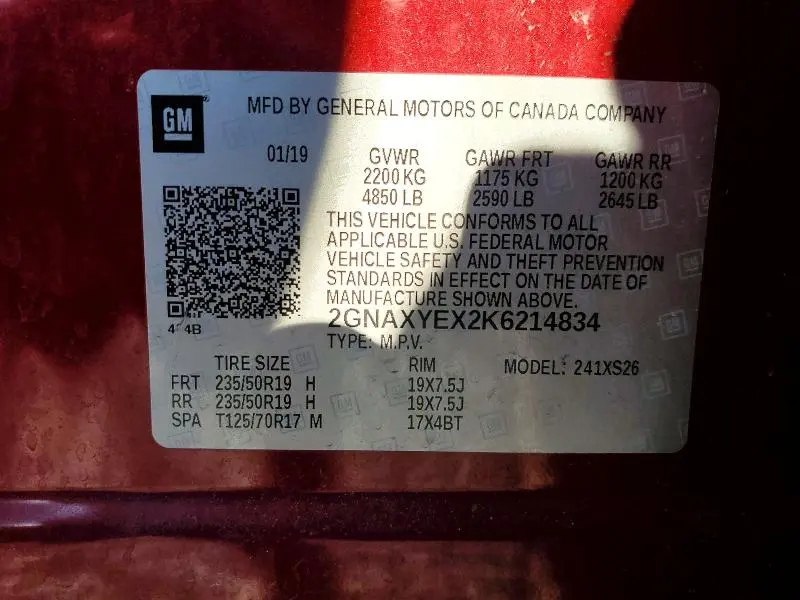 GM
MFD BY GENERAL MOTORS OF CANADA COMPANY
01/19 GVWR GAWR FRT GAWR RR
2200 KG 1175 KG 1200 KG
4850 LB 2590 LB 2645 LB
THIS VEHICLE CONFORMS TO ALL
APPLICABLE U.S. FEDERAL MOTOR
VEHICLE SAFETY AND THEFT PREVENTION
STANDARDS IN EFFECT ON THE DATE OF
MANUFACTURE SHOWN ABOVE.
2GNAXYEX2K6214834
TYPE: M.P.V.
TIRE SIZE RIM MODEL: 241XS26
FRT 235/50R19 H 19X7.5J
RR 235/50R19 H 19X7.5J
SPA T125/70R17 M 17X4BT